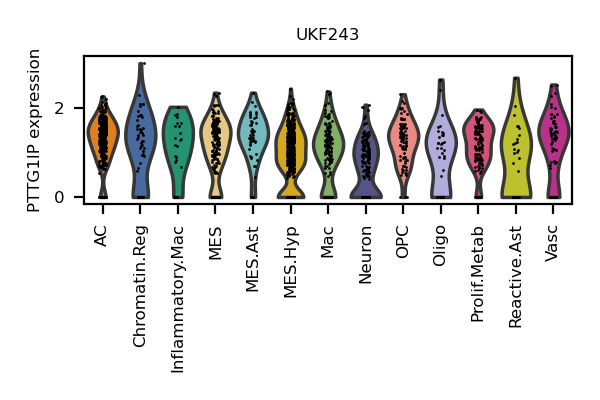 UKF243
PTTG1IP expression
2
0
AC
Chromatin.Reg
Inflammatory.Mac
MES
MES.Ast
MES.Hyp
Mac
Neuron
OPC
Oligo
Prolif.Metab
Reactive.Ast
Vasc